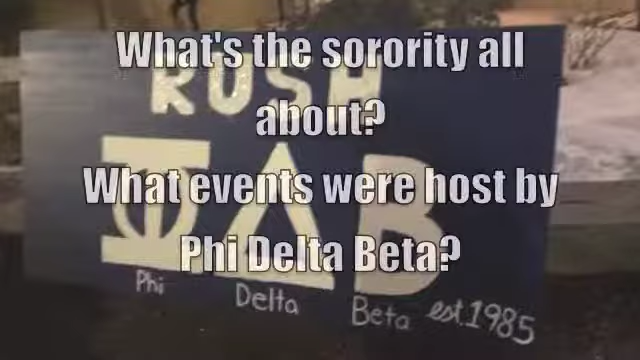 What's the sorority all
RUSH
about?
What events were host by
ΦΔΒ
Phi Delta Beta?
Phi Delta Beta est.1985